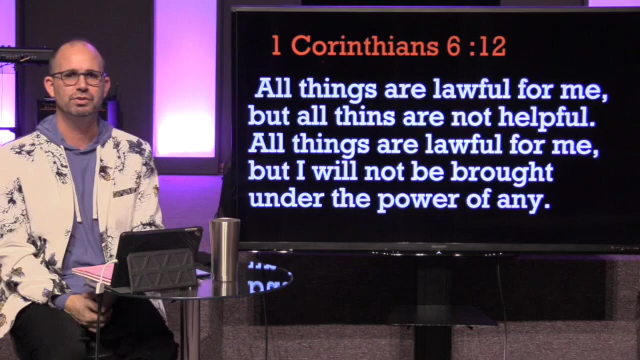 1 Corinthians 6 :12
All things are lawful for me,
but all thins are not helpful.
All things are lawful for me,
but I will not be brought
under the power of any.